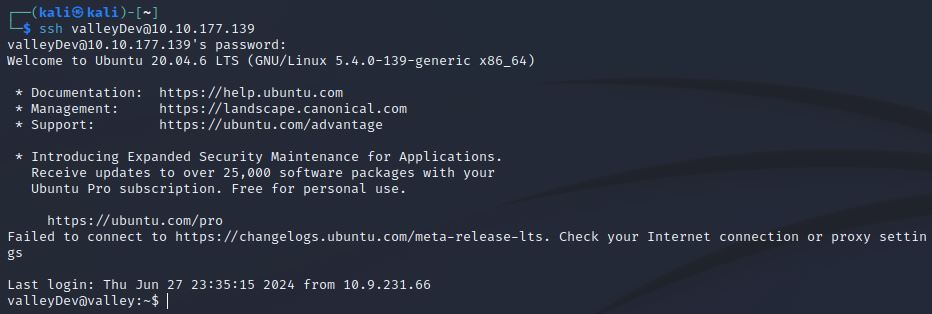 ┌──(kali㉿kali)-[~]
└─$ ssh valleyDev@10.10.177.139
valleyDev@10.10.177.139's password:
Welcome to Ubuntu 20.04.6 LTS (GNU/Linux 5.4.0-139-generic x86_64)

 * Documentation:  https://help.ubuntu.com
 * Management:     https://landscape.canonical.com
 * Support:        https://ubuntu.com/advantage

 * Introducing Expanded Security Maintenance for Applications.
   Receive updates to over 25,000 software packages with your
   Ubuntu Pro subscription. Free for personal use.

     https://ubuntu.com/pro
Failed to connect to https://changelogs.ubuntu.com/meta-release-lts. Check your Internet connection or proxy settin
gs

Last login: Thu Jun 27 23:35:15 2024 from 10.9.231.66
valleyDev@valley:~$